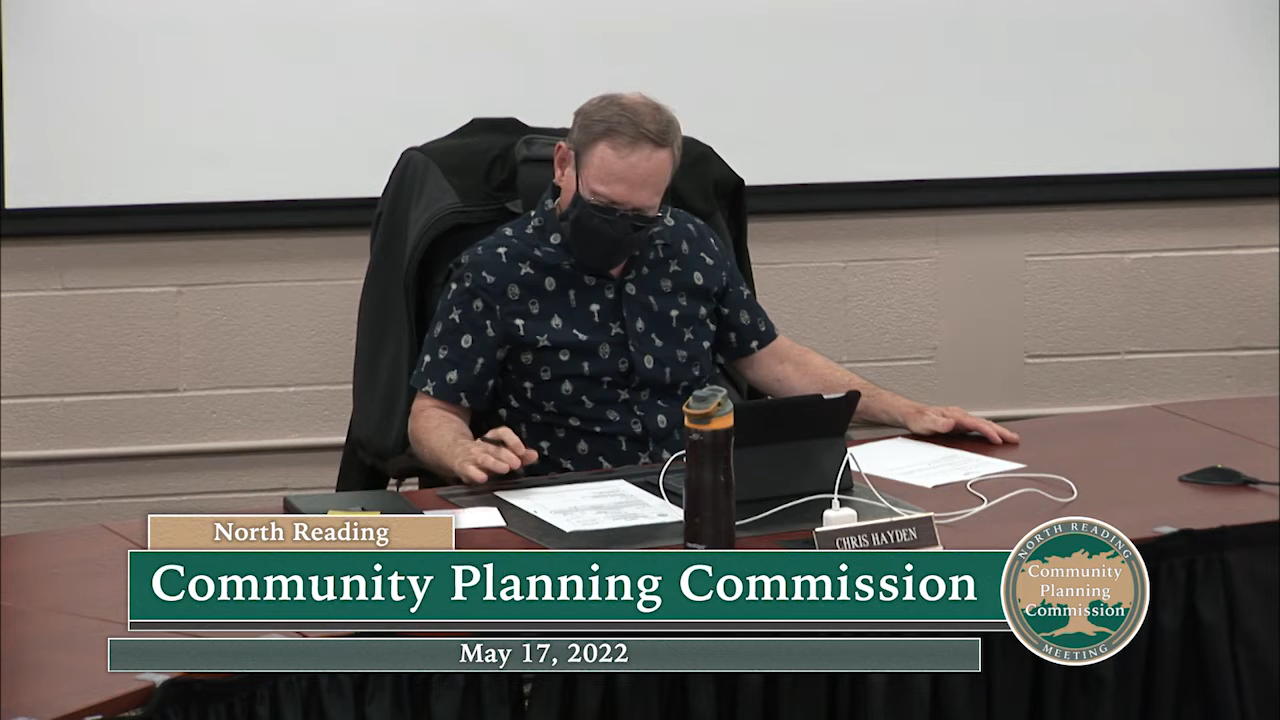 CHRIS HAYDEN
North Reading
Community Planning Commission
May 17, 2022
NORTH READING
Community
Planning
Commission
MEETING